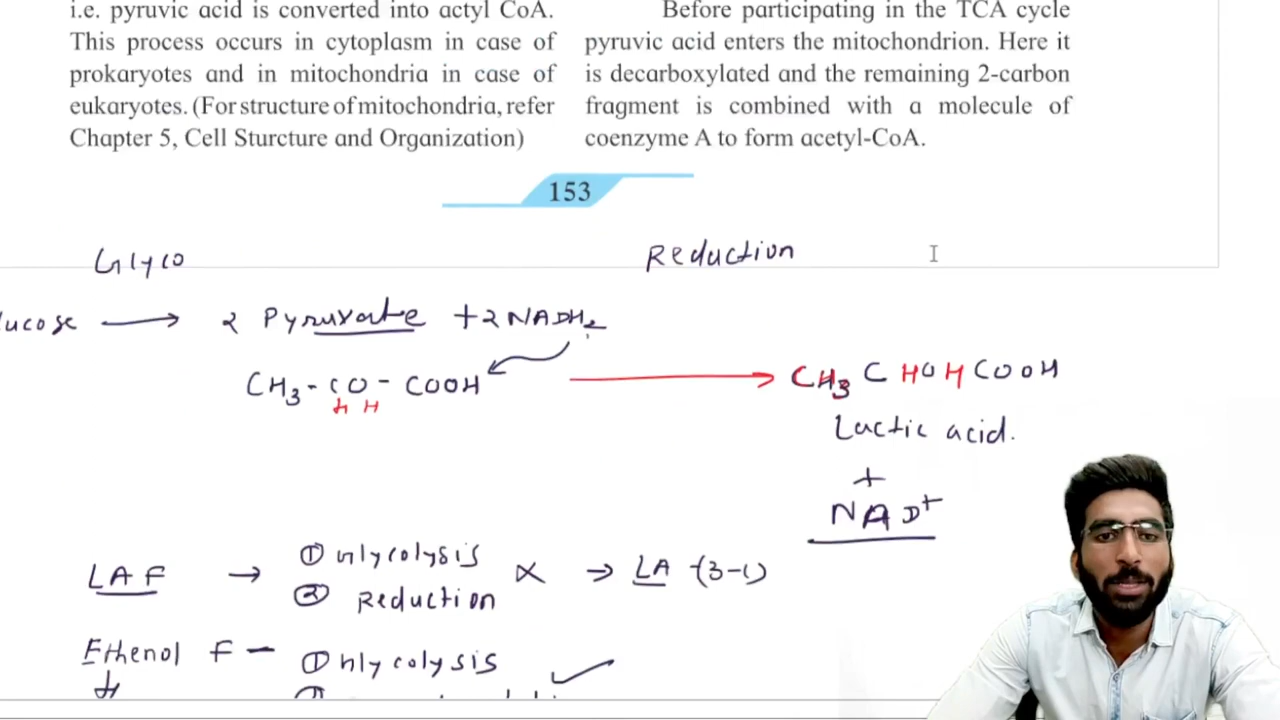 i.e. pyruvic acid is converted into actyl CoA.
This process occurs in cytoplasm in case of
prokaryotes and in mitochondria in case of
eukaryotes. (For structure of mitochondria, refer
Chapter 5, Cell Sturcture and Organization)
Before participating in the TCA cycle
pyruvic acid enters the mitochondrion. Here it
is decarboxylated and the remaining 2-carbon
fragment is combined with a molecule of
coenzyme A to form acetyl-CoA.
153
Glyco
Reduction
lucose → 2 Pyruvate + 2 NADH₂
CH₃ - CO - COOH → CH₃ C HOH COOH
H H
Lactic acid.
+
NAD⁺
LAF → ① Glycolysis
② Reduction
→ LA (3-1)
Ethenol F - ① Glycolysis ✓